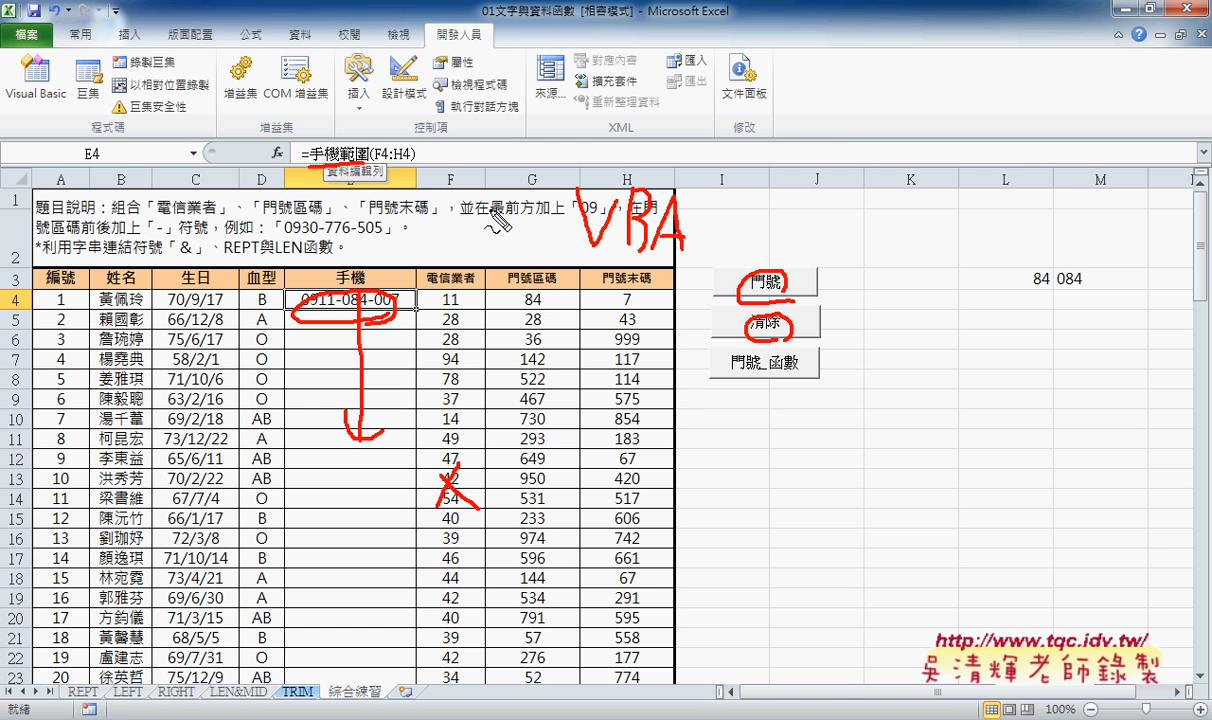 01文字與資料函數 [相容模式] - Microsoft Excel
檔案 常用 插入 版面配置 公式 資料 校閱 檢視 開發人員
Visual Basic 巨集 錄製巨集 以相對位置錄製 巨集安全性 增益集 COM 增益集 插入 設計模式 屬性 檢視程式碼 執行對話方塊 來源... 對應內容 擴充套件 重新整理資料 匯入 匯出 文件面板
程式碼 增益集 控制項 XML 修改
E4 fx =手機範圍(F4:H4)
資料編輯列
A B C D F G H I J K L M
1 題目說明：組合「電信業者」、「門號區碼」、「門號末碼」，並在最前方加上「09」，在門
號區碼前後加上「-」符號，例如：「0930-776-505」。
2 *利用字串連結符號「&」、REPT與LEN函數。
VBA
3 編號 姓名 生日 血型 手機 電信業者 門號區碼 門號末碼 門號 84 084
4 1 黃佩玲 70/9/17 B 0911-084-007 11 84 7
5 2 賴國彰 66/12/8 A 28 28 43 清除
6 3 詹琬婷 75/6/17 O 28 36 999
7 4 楊堯典 58/2/1 O 94 142 117 門號_函數
8 5 姜雅琪 71/10/6 O 78 522 114
9 6 陳毅聰 63/2/16 O 37 467 575
10 7 湯千蕙 69/2/18 AB 14 730 854
11 8 柯昆宏 73/12/22 A 49 293 183
12 9 李東益 65/6/11 AB 47 649 67
13 10 洪秀芳 70/2/22 AB 42 950 420
14 11 梁書維 67/7/4 O 54 531 517
15 12 陳沅竹 66/1/17 B 40 233 606
16 13 劉珈妤 72/3/8 O 39 974 742
17 14 顏逸琪 71/10/14 B 46 596 661
18 15 林宛霓 73/4/21 A 44 144 67
19 16 郭雅芬 69/6/30 A 42 534 291
20 17 方鈞儀 71/3/15 AB 40 791 595
21 18 黃馨慧 68/5/5 B 39 57 558
22 19 盧建志 69/7/31 O 42 276 177
23 20 徐英哲 75/12/9 AB 34 52 774
http://www.tqc.idv.tw/
吳清輝老師錄製
REPT LEFT RIGHT LEN&MID TRIM 綜合練習
就緒 100%